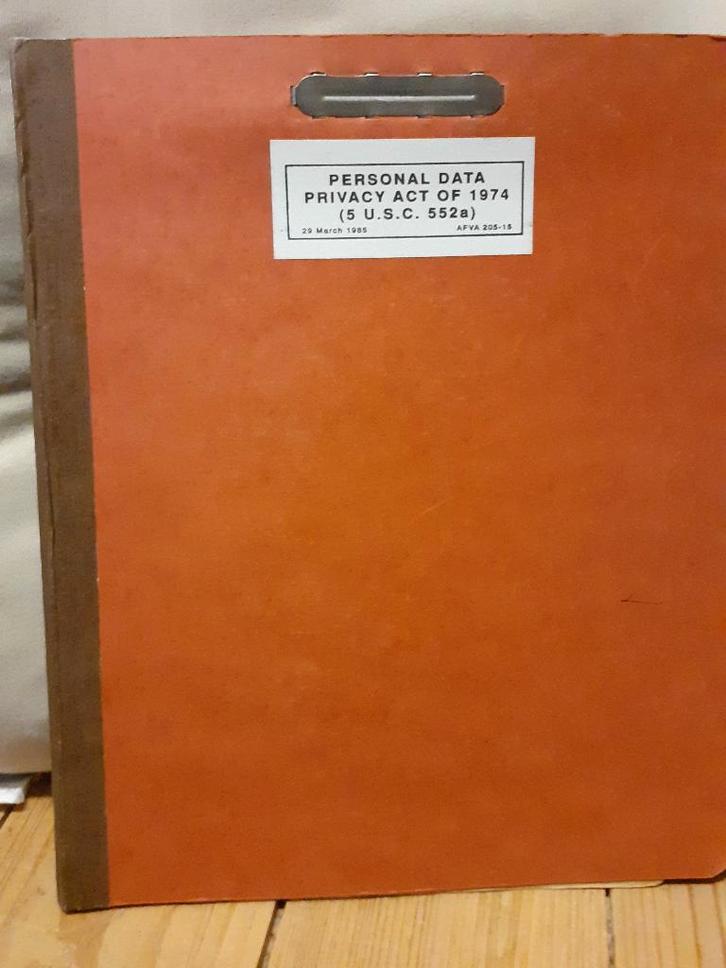 PERSONAL DATA
PRIVACY ACT OF 1974
(5 U.S.C. 552a)
29 March 1985 AFVA 205-15